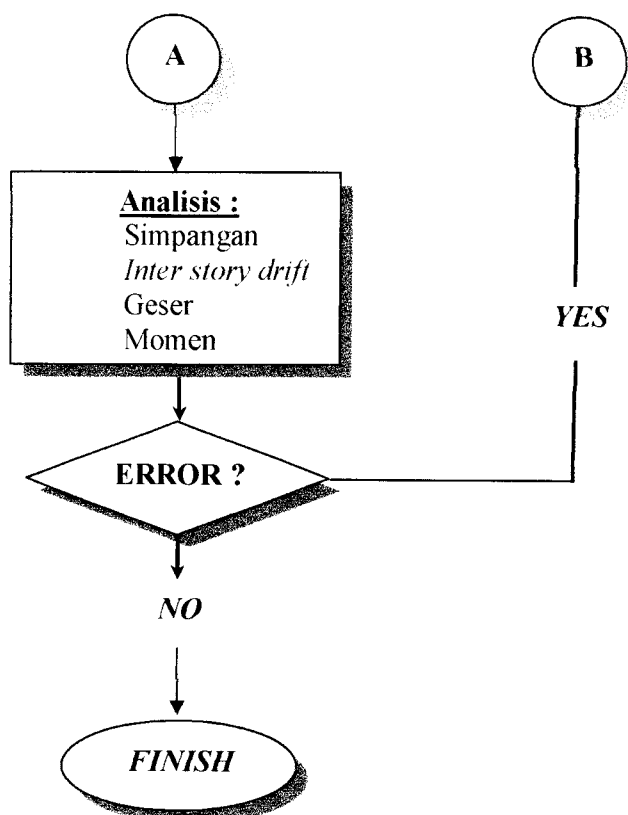 A
B
Analisis :
Simpangan
Inter story drift
Geser
Momen
YES
ERROR ?
NO
FINISH